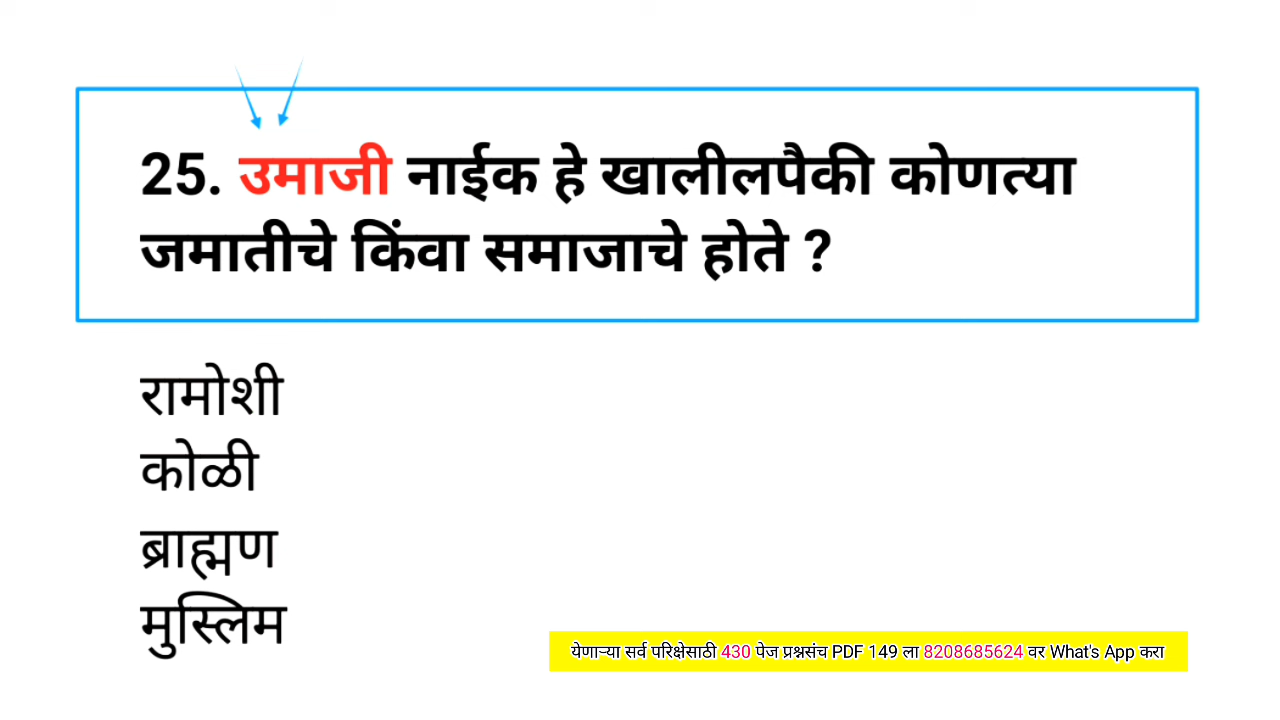 25. उमाजी नाईक हे खालीलपैकी कोणत्या
जमातीचे किंवा समाजाचे होते ?
रामोशी
कोळी
ब्राह्मण
मुस्लिम
येणाऱ्या सर्व परिक्षेसाठी 430 पेज प्रश्नसंच PDF 149 ला 8208685624 वर What's App करा